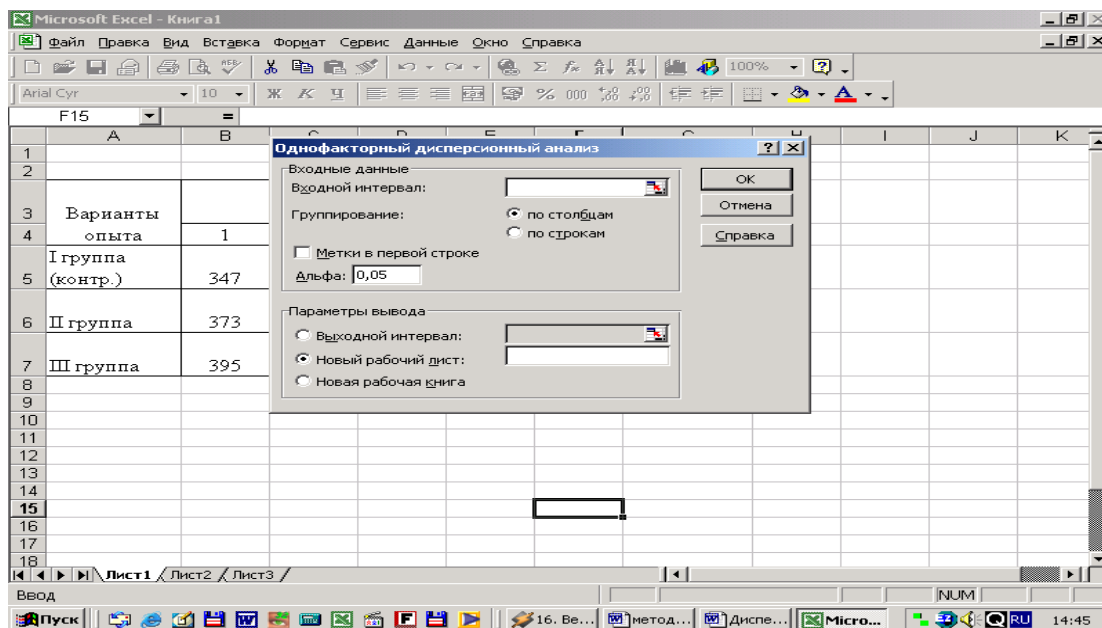 Microsoft Excel - Книга1
Файл Правка Вид Вставка Формат Сервис Данные Окно Справка
100%
Arial Cyr 10 Ж К Ч % 000
F15 =
A B I J K
1
2
3 Варианты
4 опыта 1
I группа
5 (контр.) 347
6 II группа 373
7 III группа 395
8
9
10
11
12
13
14
15
16
17
18
Однофакторный дисперсионный анализ
Входные данные
Входной интервал:
Группирование: по столбцам
по строкам
Метки в первой строке
Альфа: 0,05
Параметры вывода
Выходной интервал:
Новый рабочий лист:
Новая рабочая книга
OK
Отмена
Справка
Лист1 Лист2 Лист3
Ввод NUM
Пуск 16. Ве... метод... Диспе... Micro... RU 14:45